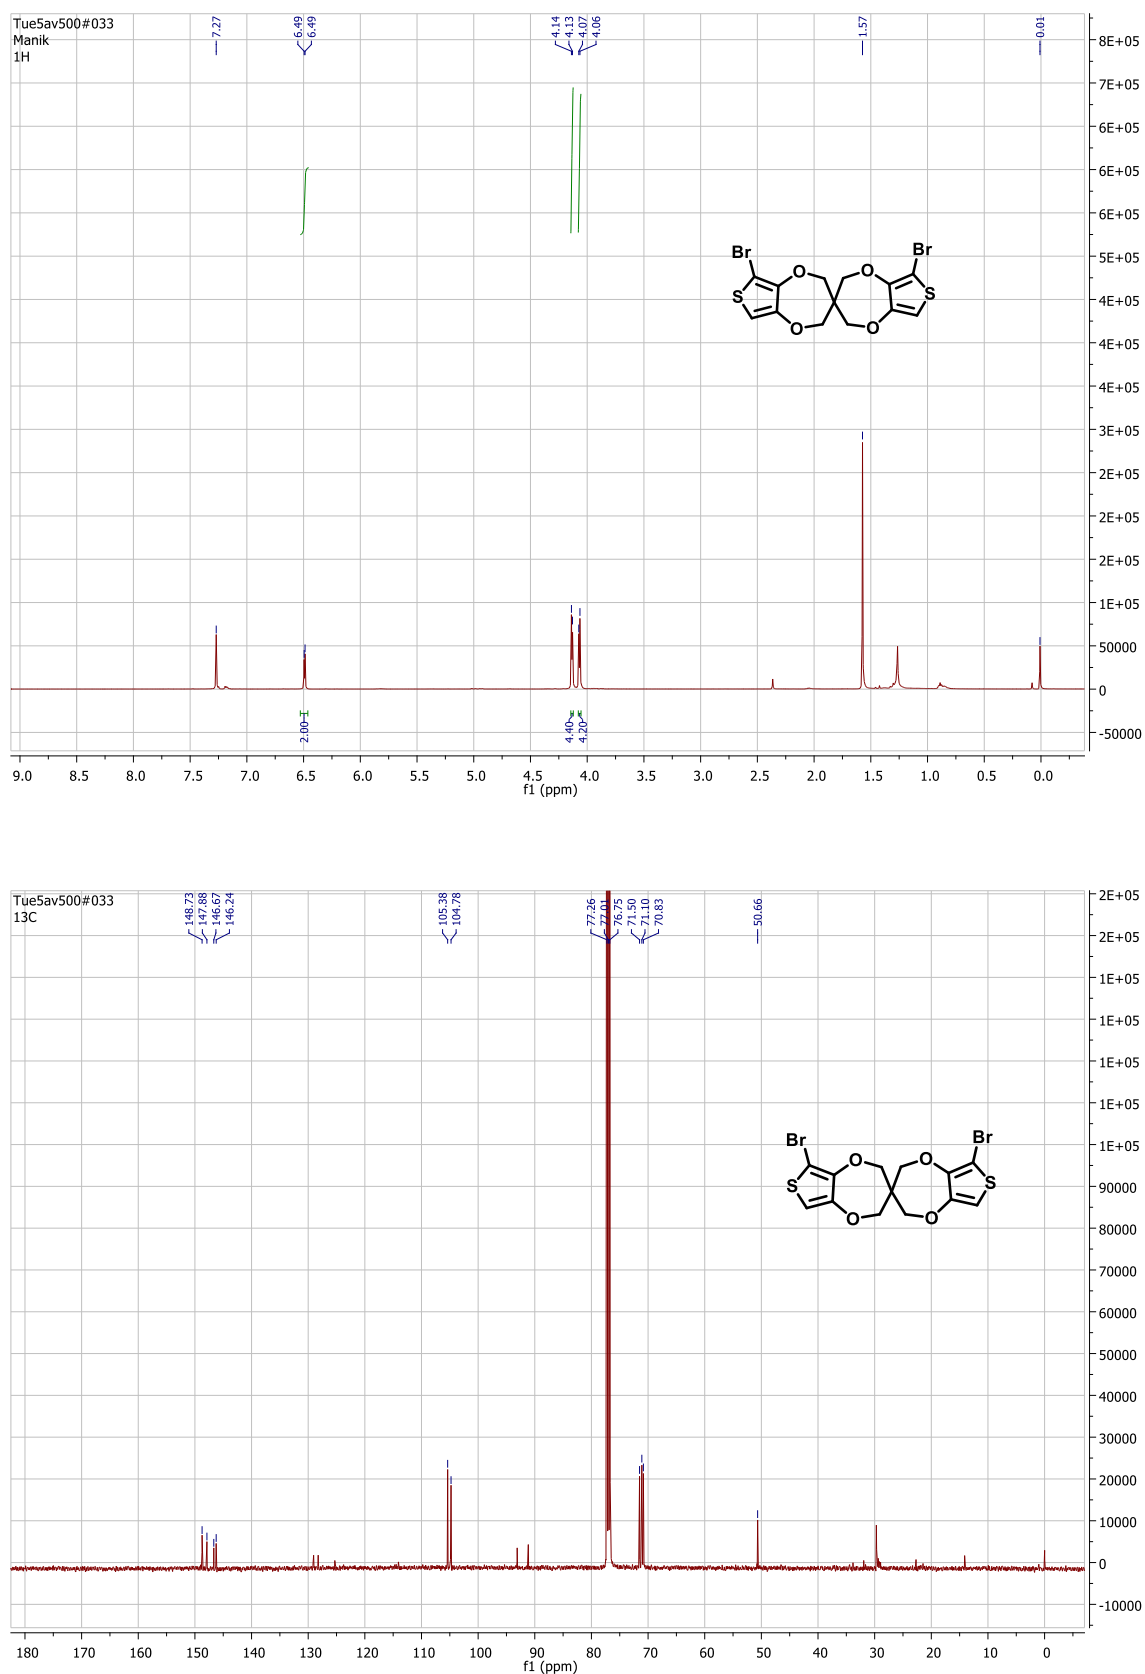 Tue5av500#033
Manik
1H
7.27
6.49
6.49
4.14
4.13
4.07
4.06
1.57
0.01
8E+05
7E+05
6E+05
6E+05
6E+05
5E+05
4E+05
4E+05
4E+05
3E+05
2E+05
2E+05
2E+05
1E+05
50000
0
-50000
Br
O
O
Br
S
S
O
O
2.00
4.40
4.20
9.0 8.5 8.0 7.5 7.0 6.5 6.0 5.5 5.0 4.5 4.0 3.5 3.0 2.5 2.0 1.5 1.0 0.5 0.0
f1 (ppm)
Tue5av500#033
13C
148.73
147.88
146.67
146.24
105.38
104.78
77.26
77.01
76.75
71.50
71.10
70.83
50.66
2E+05
2E+05
1E+05
1E+05
1E+05
1E+05
1E+05
90000
80000
70000
60000
50000
40000
30000
20000
10000
0
-10000
Br
O
O
Br
S
S
O
O
180 170 160 150 140 130 120 110 100 90 80 70 60 50 40 30 20 10 0
f1 (ppm)